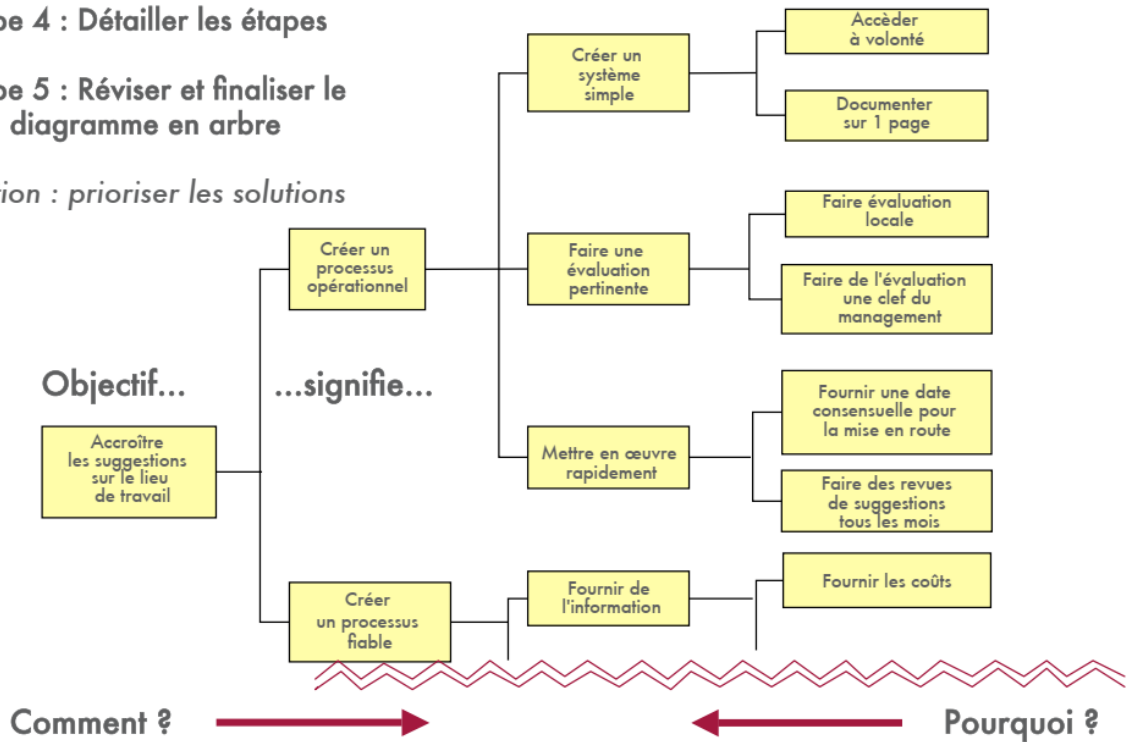 pe 4 : Détailler les étapes
pe 5 : Réviser et finaliser le
diagramme en arbre
tion : prioriser les solutions
Objectif...
...signifie...
Accroître
les suggestions
sur le lieu
de travail
Créer un
processus
opérationnel
Créer
un processus
fiable
Créer un
système
simple
Faire une
évaluation
pertinente
Mettre en œuvre
rapidement
Fournir de
l'information
Accèder
à volonté
Documenter
sur 1 page
Faire évaluation
locale
Faire de l'évaluation
une clef du
management
Fournir une date
consensuelle pour
la mise en route
Faire des revues
de suggestions
tous les mois
Fournir les coûts
Comment ?
Pourquoi ?